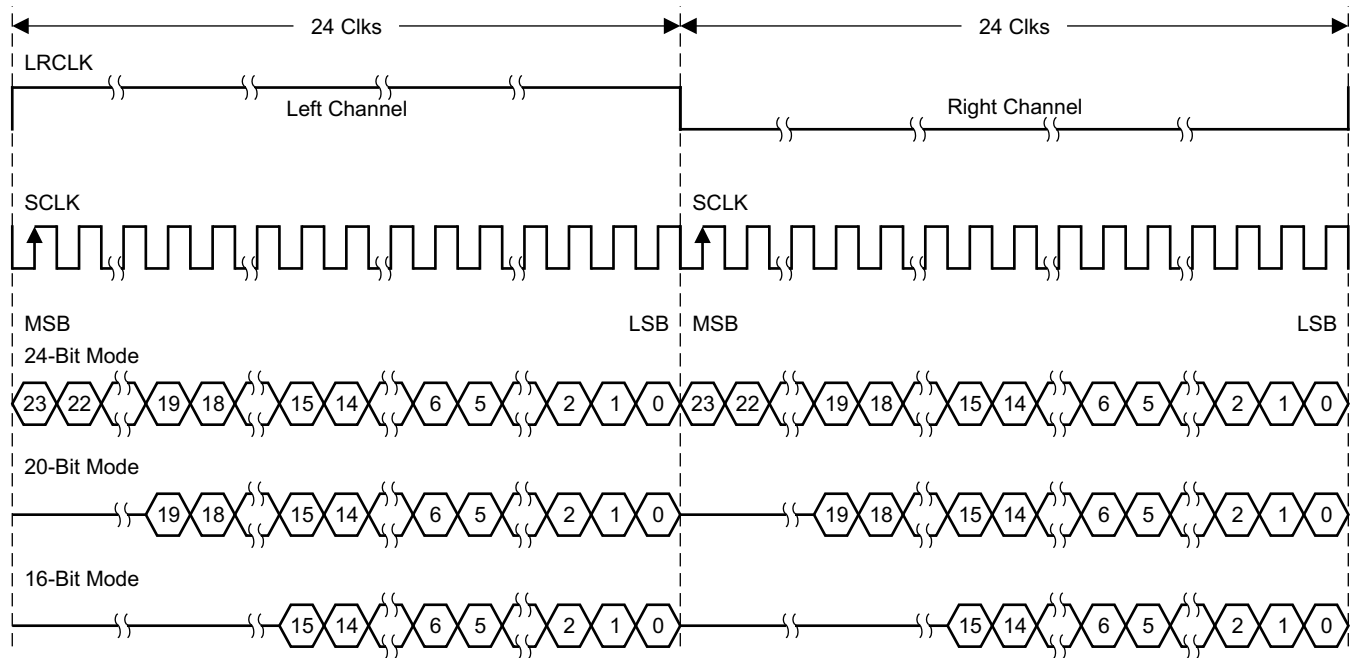 24 Clks 24 Clks
LRCLK
Left Channel Right Channel
SCLK SCLK
MSB LSB MSB LSB
24-Bit Mode
23 22 19 18 15 14 6 5 2 1 0 23 22 19 18 15 14 6 5 2 1 0
20-Bit Mode
19 18 15 14 6 5 2 1 0 19 18 15 14 6 5 2 1 0
16-Bit Mode
15 14 6 5 2 1 0 15 14 6 5 2 1 0